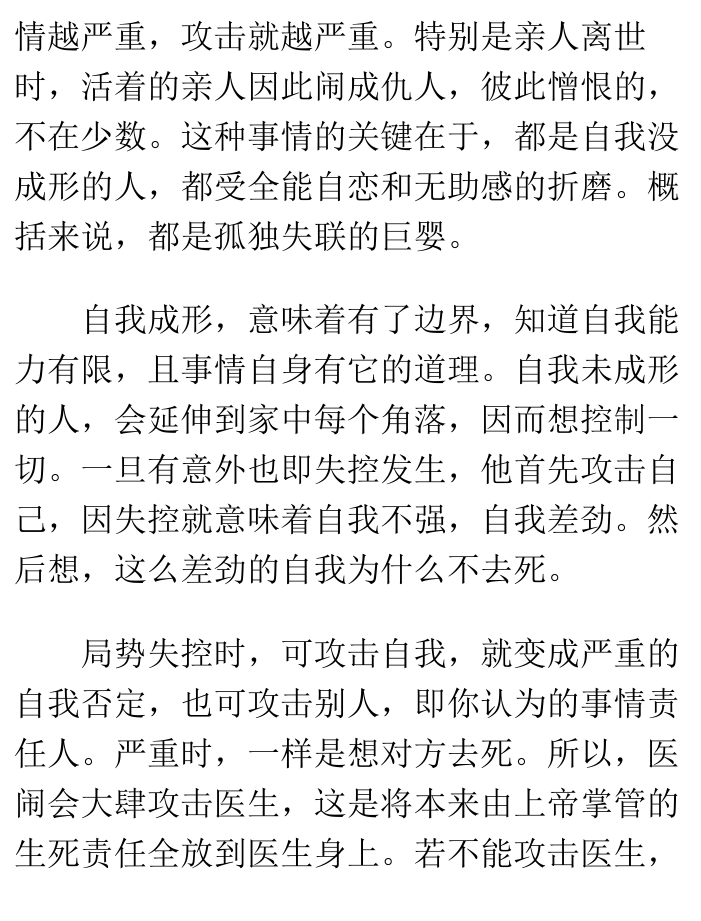 情越严重，攻击就越严重。特别是亲人离世
时，活着的亲人因此闹成仇人，彼此憎恨的，
不在少数。这种事情的关键在于，都是自我没
成形的人，都受全能自恋和无助感的折磨。概
括来说，都是孤独失联的巨婴。
自我成形，意味着有了边界，知道自我能
力有限，且事情自身有它的道理。自我未成形
的人，会延伸到家中每个角落，因而想控制一
切。一旦有意外也即失控发生，他首先攻击自
己，因失控就意味着自我不强，自我差劲。然
后想，这么差劲的自我为什么不去死。
局势失控时，可攻击自我，就变成严重的
自我否定，也可攻击别人，即你认为的事情责
任人。严重时，一样是想对方去死。所以，医
闹会大肆攻击医生，这是将本来由上帝掌管的
生死责任全放到医生身上。若不能攻击医生，